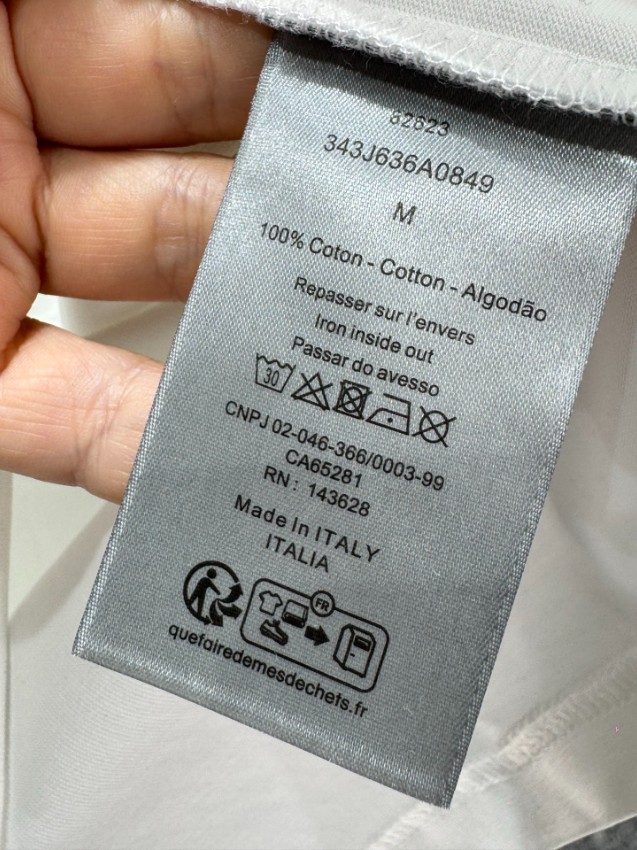 62623
343J636A0849
M
100% Coton - Cotton - Algodão
Repasser sur l'envers
Iron inside out
Passar do avesso
30
CNPJ 02-046-366/0003-99
CA65281
RN : 143628
Made In ITALY
ITALIA
FR
quefairedemesdechets.fr